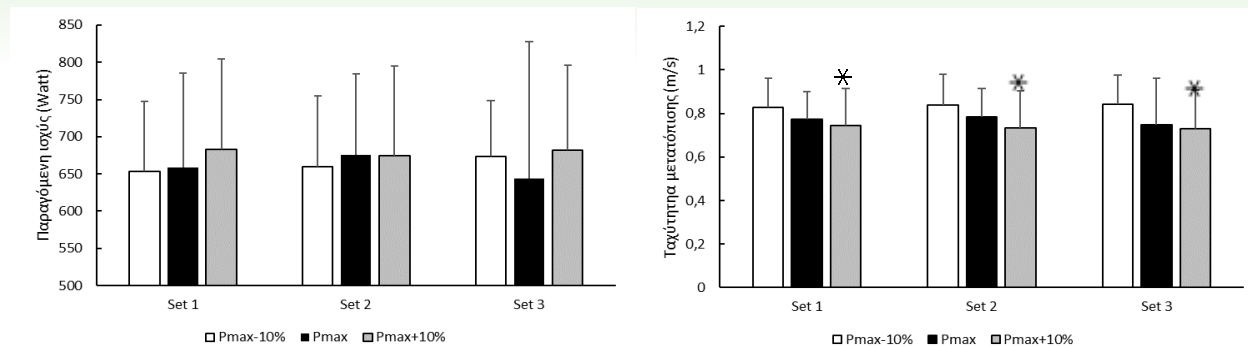 Παραγόμενη ισχύς (Watt)
850
800
750
700
650
600
550
500
Set 1 Set 2 Set 3
Pmax-10% Pmax Pmax+10%
Ταχύτητηα μετατόπισης (m/s)
1,2
1
0,8
0,6
0,4
0,2
0
Set 1 Set 2 Set 3
Pmax-10% Pmax Pmax+10%